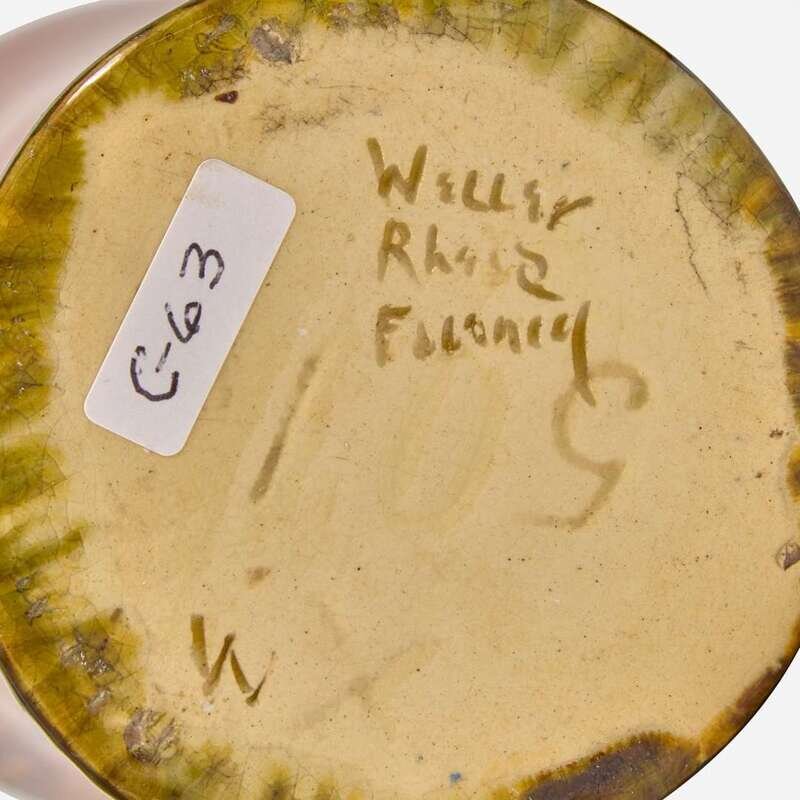 Weller
Rhead
Faience
C-63
105
W